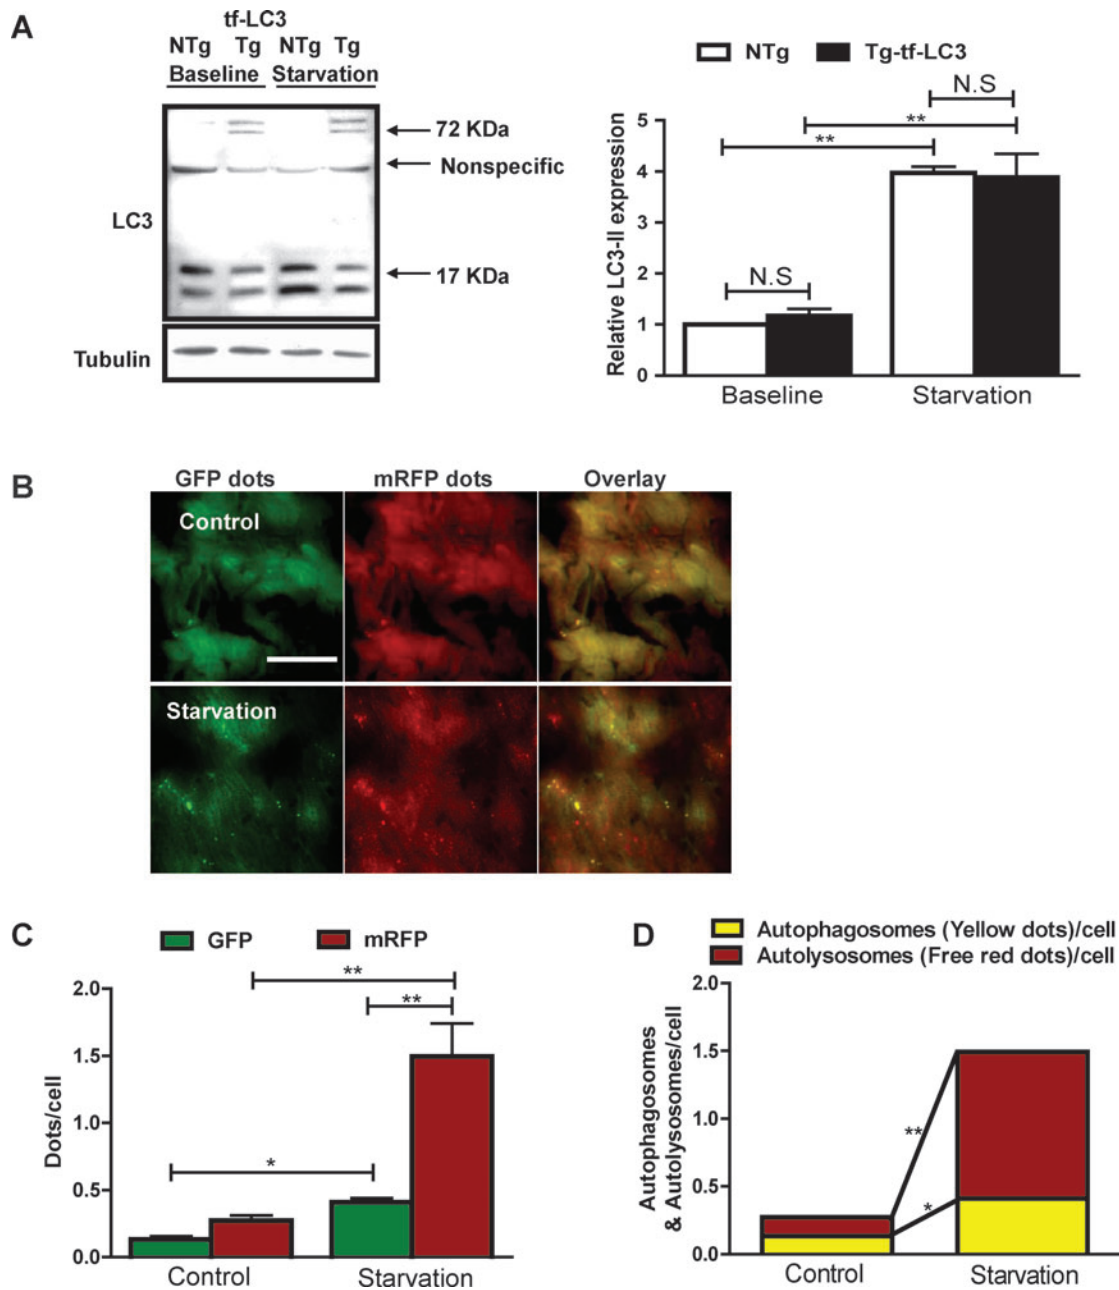 A
tf-LC3
NTg Tg NTg Tg
Baseline Starvation
72 KDa
Nonspecific
LC3
17 KDa
Tubulin
NTg Tg-tf-LC3
N.S
**
**
N.S
Relative LC3-II expression
5
4
3
2
1
0
Baseline Starvation
B
GFP dots mRFP dots Overlay
Control
Starvation
C
GFP mRFP
**
**
*
Dots/cell
2.0
1.5
1.0
0.5
0.0
Control Starvation
D
Autophagosomes (Yellow dots)/cell
Autolysosomes (Free red dots)/cell
Autophagosomes
& Autolysosomes/cell
2.0
1.5
1.0
0.5
0.0
**
*
Control Starvation